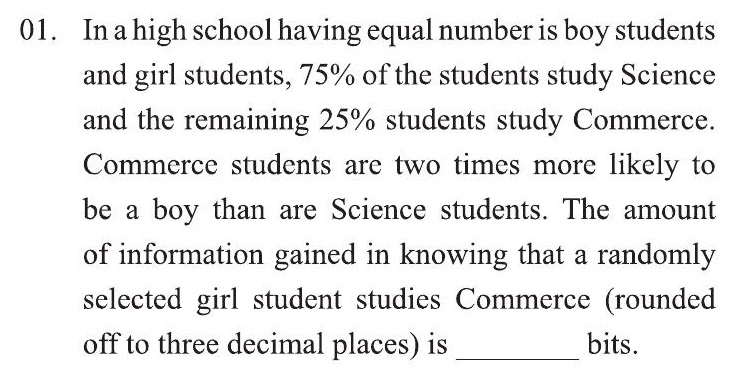 01. In a high school having equal number is boy students
and girl students, 75% of the students study Science
and the remaining 25% students study Commerce.
Commerce students are two times more likely to
be a boy than are Science students. The amount
of information gained in knowing that a randomly
selected girl student studies Commerce (rounded
off to three decimal places) is ________ bits.